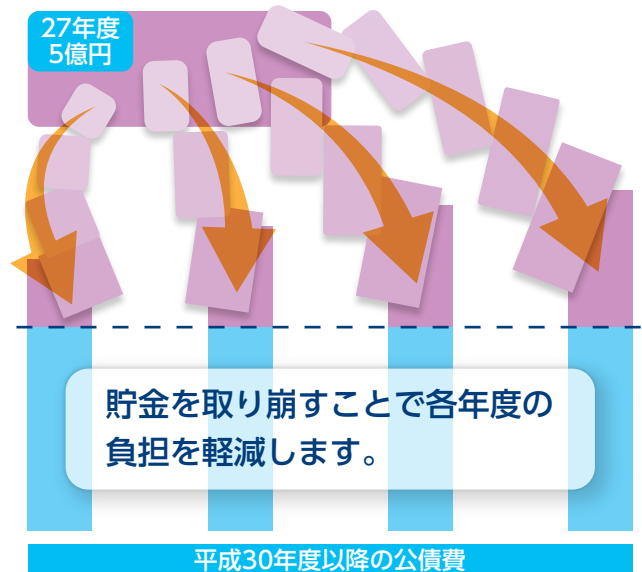 27年度
5億円
貯金を取り崩すことで各年度の
負担を軽減します。
平成30年度以降の公債費